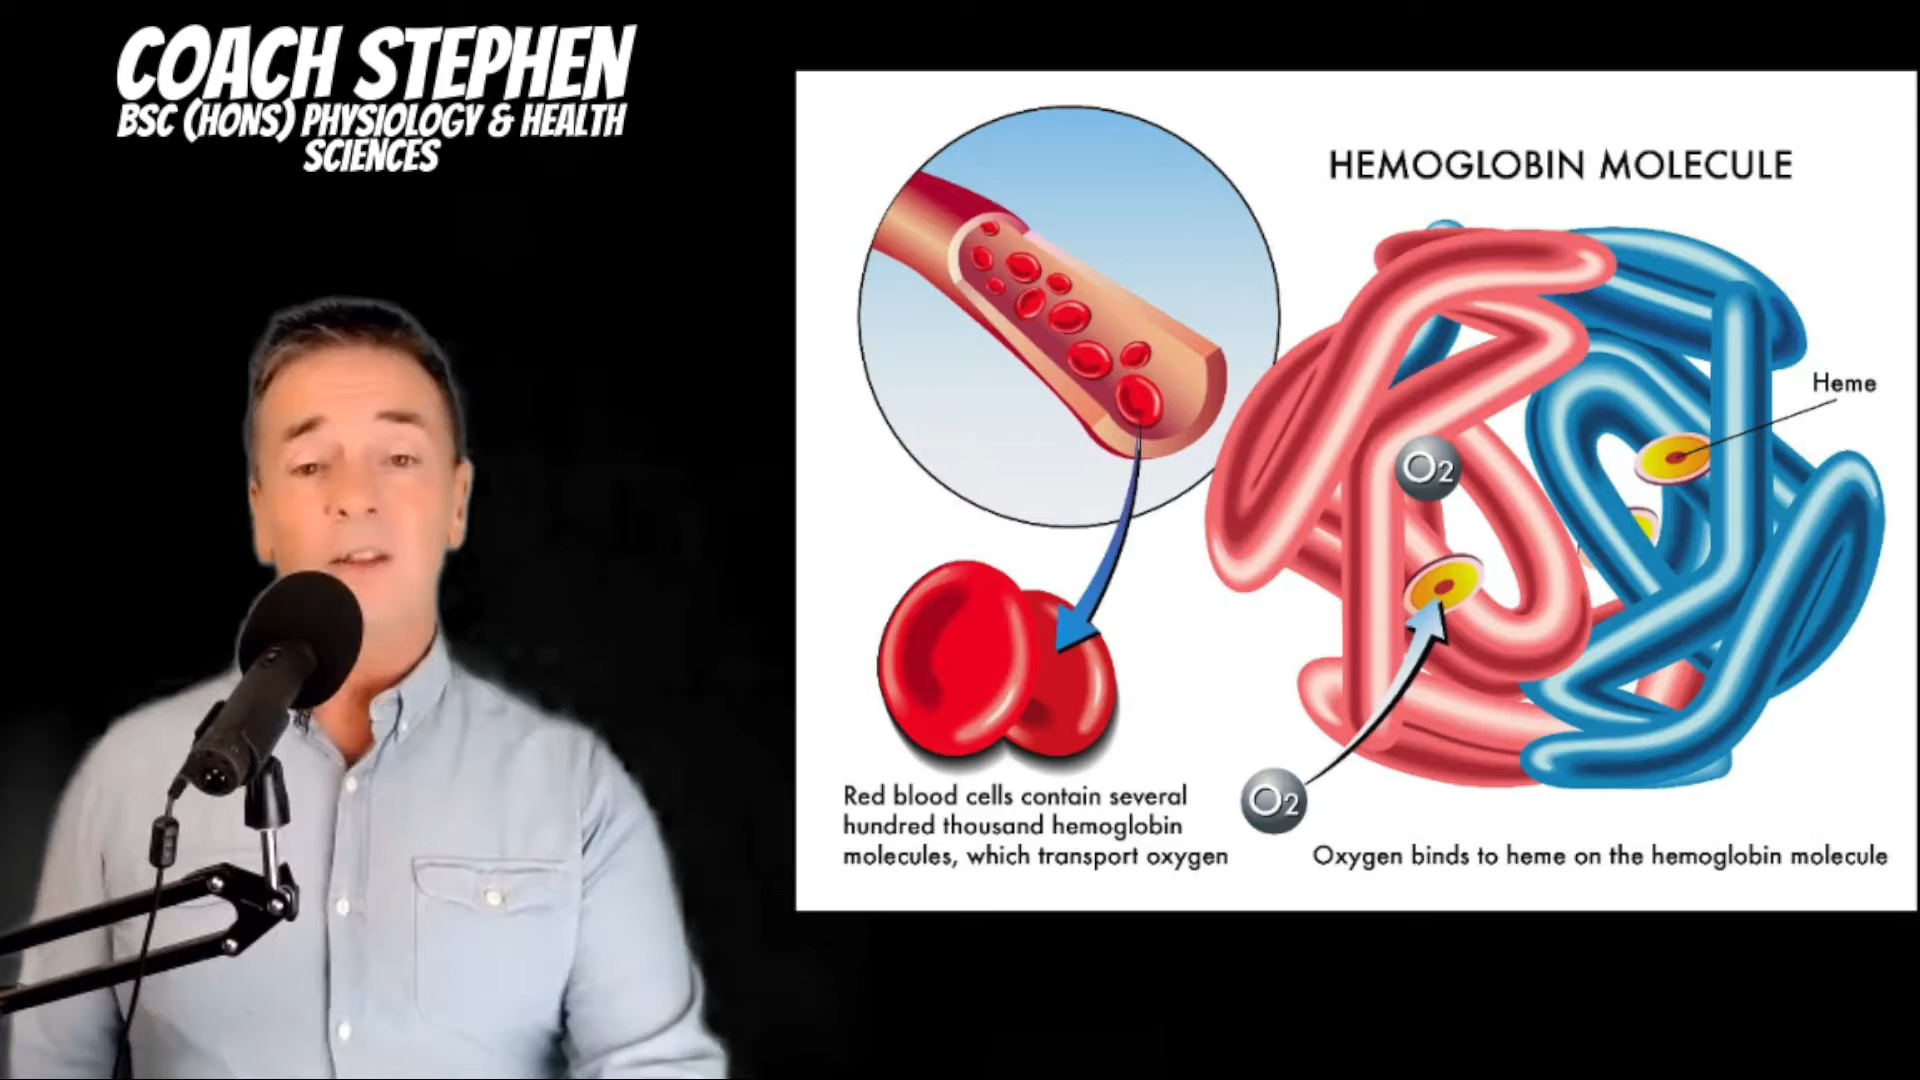 COACH STEPHEN
BSC (HONS) PHYSIOLOGY & HEALTH
SCIENCES
HEMOGLOBIN MOLECULE
Heme
O2
O2
Red blood cells contain several
hundred thousand hemoglobin
molecules, which transport oxygen
Oxygen binds to heme on the hemoglobin molecule